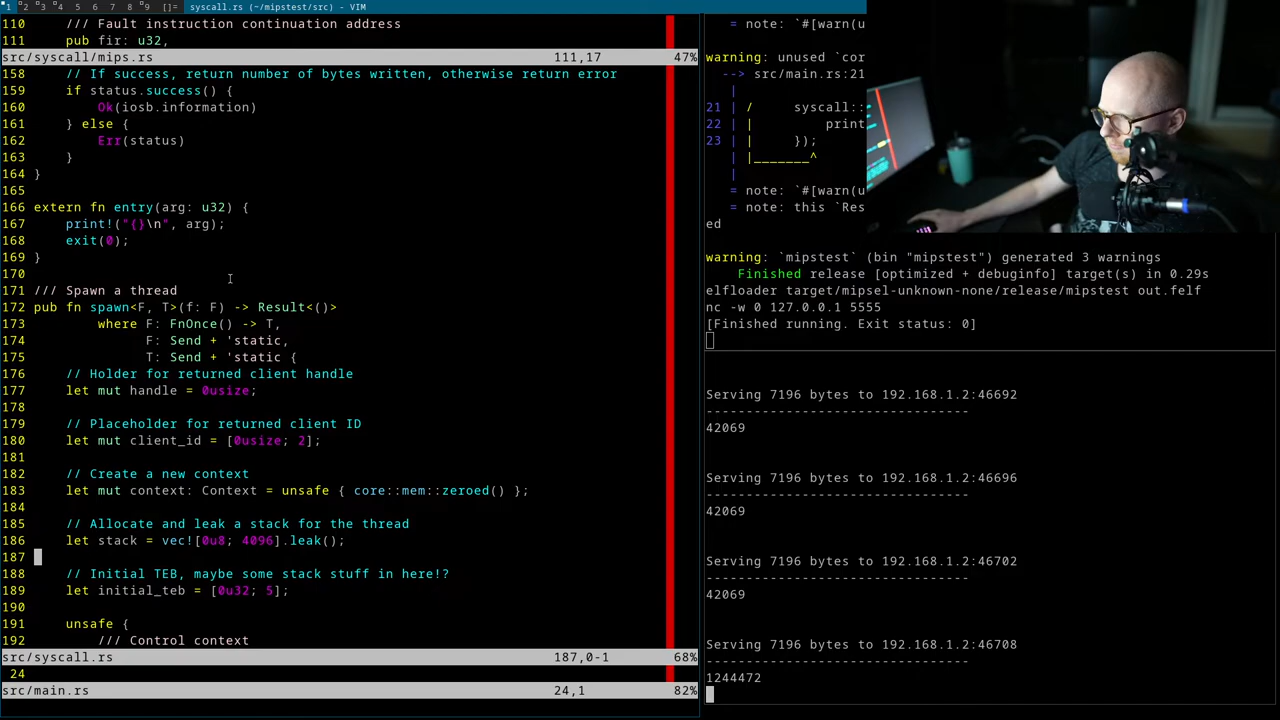 1 2 3 4 5 6 7 8 9 []= syscall.rs (~/mipstest/src) - VIM
110 /// Fault instruction continuation address
111 pub fir: u32,
src/syscall/mips.rs 111,17 47%
158 // If success, return number of bytes written, otherwise return error
159 if status.success() {
160 Ok(iosb.information)
161 } else {
162 Err(status)
163 }
164 }
165
166 extern fn entry(arg: u32) {
167 print!("{}\n", arg);
168 exit(0);
169 }
170
171 /// Spawn a thread
172 pub fn spawn<F, T>(f: F) -> Result<()>
173 where F: FnOnce() -> T,
174 F: Send + 'static,
175 T: Send + 'static {
176 // Holder for returned client handle
177 let mut handle = 0usize;
178
179 // Placeholder for returned client ID
180 let mut client_id = [0usize; 2];
181
182 // Create a new context
183 let mut context: Context = unsafe { core::mem::zeroed() };
184
185 // Allocate and leak a stack for the thread
186 let stack = vec![0u8; 4096].leak();
187
188 // Initial TEB, maybe some stack stuff in here!?
189 let initial_teb = [0u32; 5];
190
191 unsafe {
192 /// Control context
src/syscall.rs 187,0-1 68%
24
src/main.rs 24,1 82%
= note: `#[warn(u
warning: unused `cor
--> src/main.rs:21
|
21 | / syscall::
22 | | print
23 | | });
| |_______^
|
= note: `#[warn(u
= note: this `Res
ed
warning: `mipstest` (bin "mipstest") generated 3 warnings
Finished release [optimized + debuginfo] target(s) in 0.29s
elfloader target/mipsel-unknown-none/release/mipstest out.felf
nc -w 0 127.0.0.1 5555
[Finished running. Exit status: 0]
Serving 7196 bytes to 192.168.1.2:46692
---------------------------------
42069
Serving 7196 bytes to 192.168.1.2:46696
---------------------------------
42069
Serving 7196 bytes to 192.168.1.2:46702
---------------------------------
42069
Serving 7196 bytes to 192.168.1.2:46708
---------------------------------
1244472